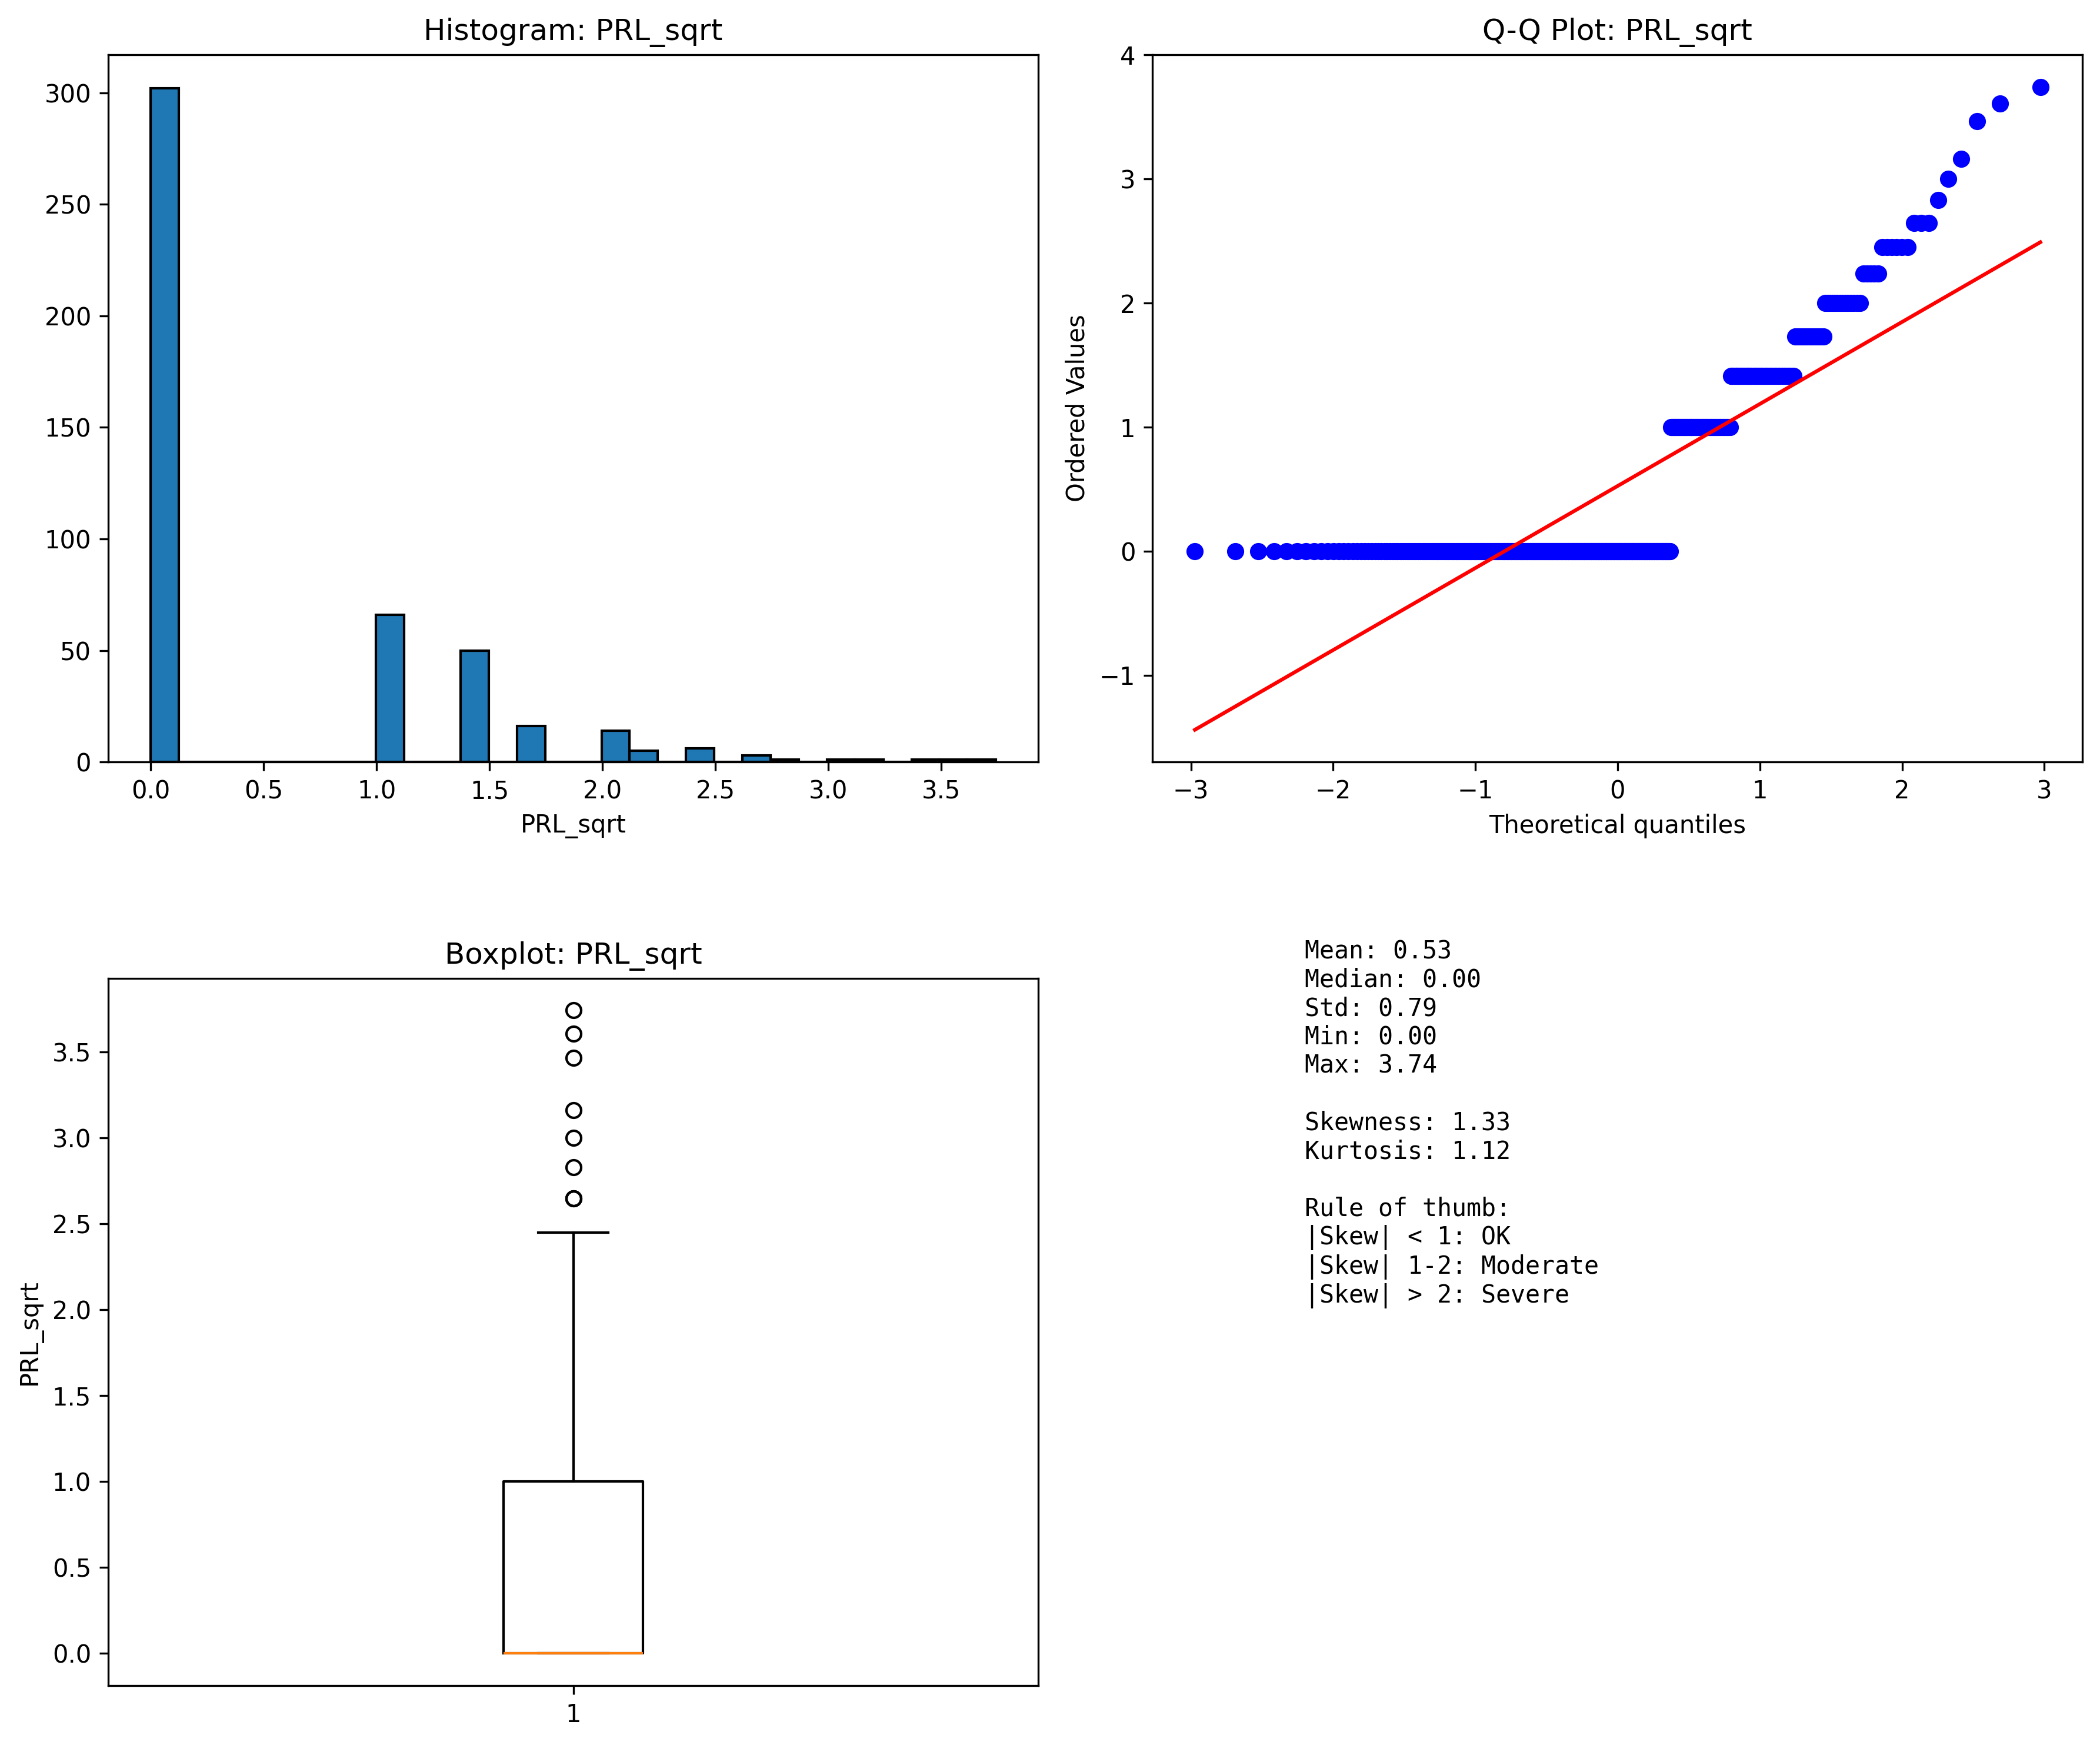 Histogram: PRL_sqrt
300
250
200
150
100
50
0
0.0 0.5 1.0 1.5 2.0 2.5 3.0 3.5
PRL_sqrt
Q-Q Plot: PRL_sqrt
Ordered Values
4
3
2
1
0
−1
−3 −2 −1 0 1 2 3
Theoretical quantiles
Boxplot: PRL_sqrt
PRL_sqrt
3.5
3.0
2.5
2.0
1.5
1.0
0.5
0.0
1
Mean: 0.53
Median: 0.00
Std: 0.79
Min: 0.00
Max: 3.74
Skewness: 1.33
Kurtosis: 1.12
Rule of thumb:
|Skew| < 1: OK
|Skew| 1-2: Moderate
|Skew| > 2: Severe